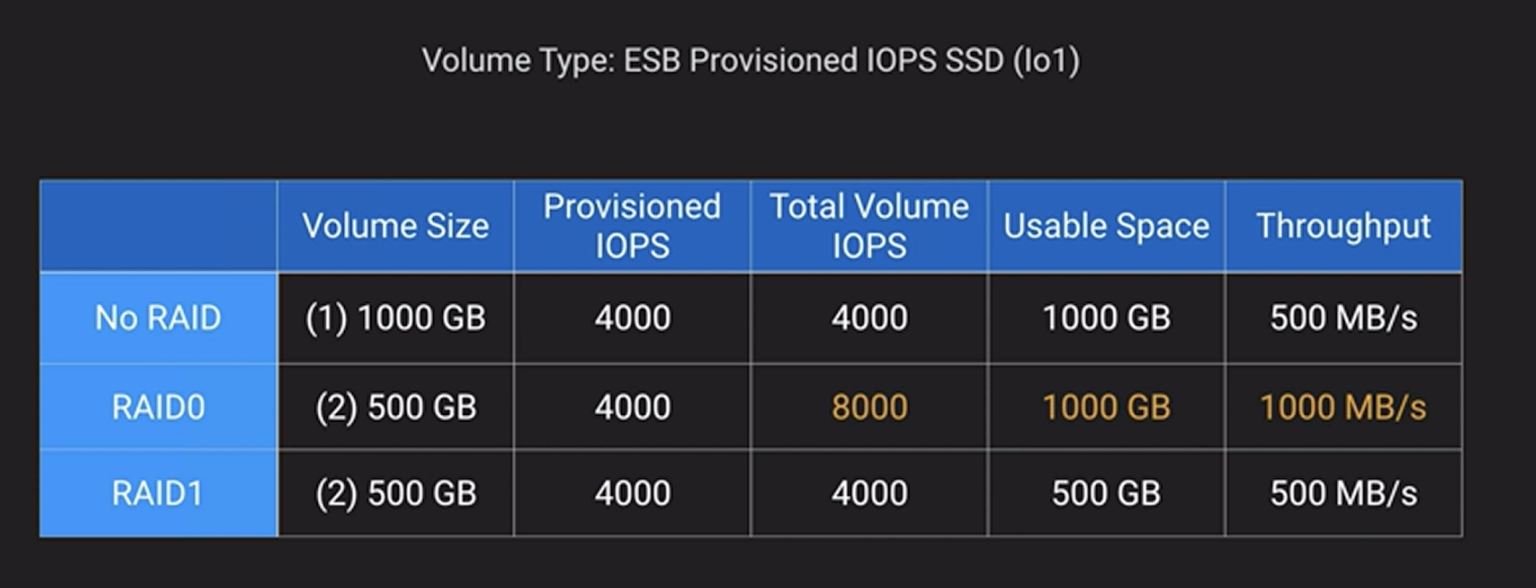 Volume Type: ESB Provisioned IOPS SSD (Io1)
Volume Size Provisioned IOPS Total Volume IOPS Usable Space Throughput
No RAID (1) 1000 GB 4000 4000 1000 GB 500 MB/s
RAID0 (2) 500 GB 4000 8000 1000 GB 1000 MB/s
RAID1 (2) 500 GB 4000 4000 500 GB 500 MB/s